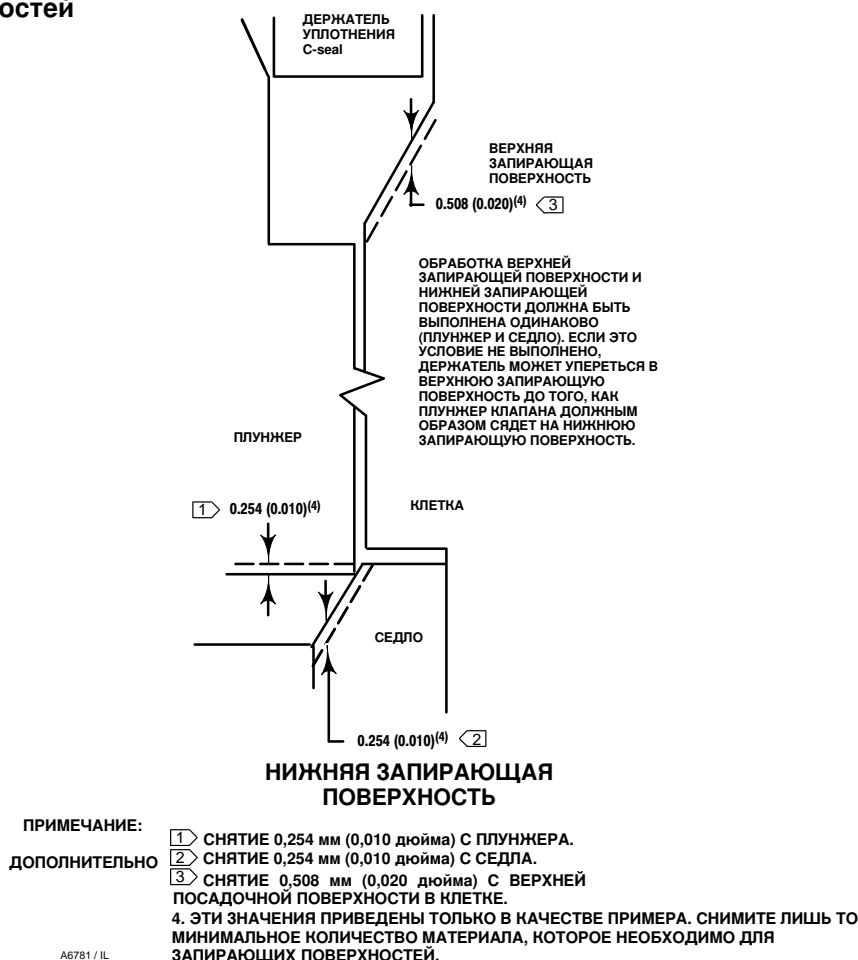 остей
ДЕРЖАТЕЛЬ
УПЛОТНЕНИЯ
C-seal
ВЕРХНЯЯ
ЗАПИРАЮЩАЯ
ПОВЕРХНОСТЬ
0.508 (0.020)(4) 3
ОБРАБОТКА ВЕРХНЕЙ
ЗАПИРАЮЩЕЙ ПОВЕРХНОСТИ И
НИЖНЕЙ ЗАПИРАЮЩЕЙ
ПОВЕРХНОСТИ ДОЛЖНА БЫТЬ
ВЫПОЛНЕНА ОДИНАКОВО
(ПЛУНЖЕР И СЕДЛО). ЕСЛИ ЭТО
УСЛОВИЕ НЕ ВЫПОЛНЕНО,
ДЕРЖАТЕЛЬ МОЖЕТ УПЕРЕТЬСЯ В
ВЕРХНЮЮ ЗАПИРАЮЩУЮ
ПОВЕРХНОСТЬ ДО ТОГО, КАК
ПЛУНЖЕР КЛАПАНА ДОЛЖНЫМ
ОБРАЗОМ СЯДЕТ НА НИЖНЮЮ
ЗАПИРАЮЩУЮ ПОВЕРХНОСТЬ.
ПЛУНЖЕР
1 0.254 (0.010)(4)
КЛЕТКА
СЕДЛО
0.254 (0.010)(4) 2
НИЖНЯЯ ЗАПИРАЮЩАЯ
ПОВЕРХНОСТЬ
ПРИМЕЧАНИЕ:
1 СНЯТИЕ 0,254 мм (0,010 дюйма) С ПЛУНЖЕРА.
ДОПОЛНИТЕЛЬНО 2 СНЯТИЕ 0,254 мм (0,010 дюйма) С СЕДЛА.
3 СНЯТИЕ 0,508 мм (0,020 дюйма) С ВЕРХНЕЙ
ПОСАДОЧНОЙ ПОВЕРХНОСТИ В КЛЕТКЕ.
4. ЭТИ ЗНАЧЕНИЯ ПРИВЕДЕНЫ ТОЛЬКО В КАЧЕСТВЕ ПРИМЕРА. СНИМИТЕ ЛИШЬ ТО
МИНИМАЛЬНОЕ КОЛИЧЕСТВО МАТЕРИАЛА, КОТОРОЕ НЕОБХОДИМО ДЛЯ
ЗАПИРАЮЩИХ ПОВЕРХНОСТЕЙ.
A6781 / IL